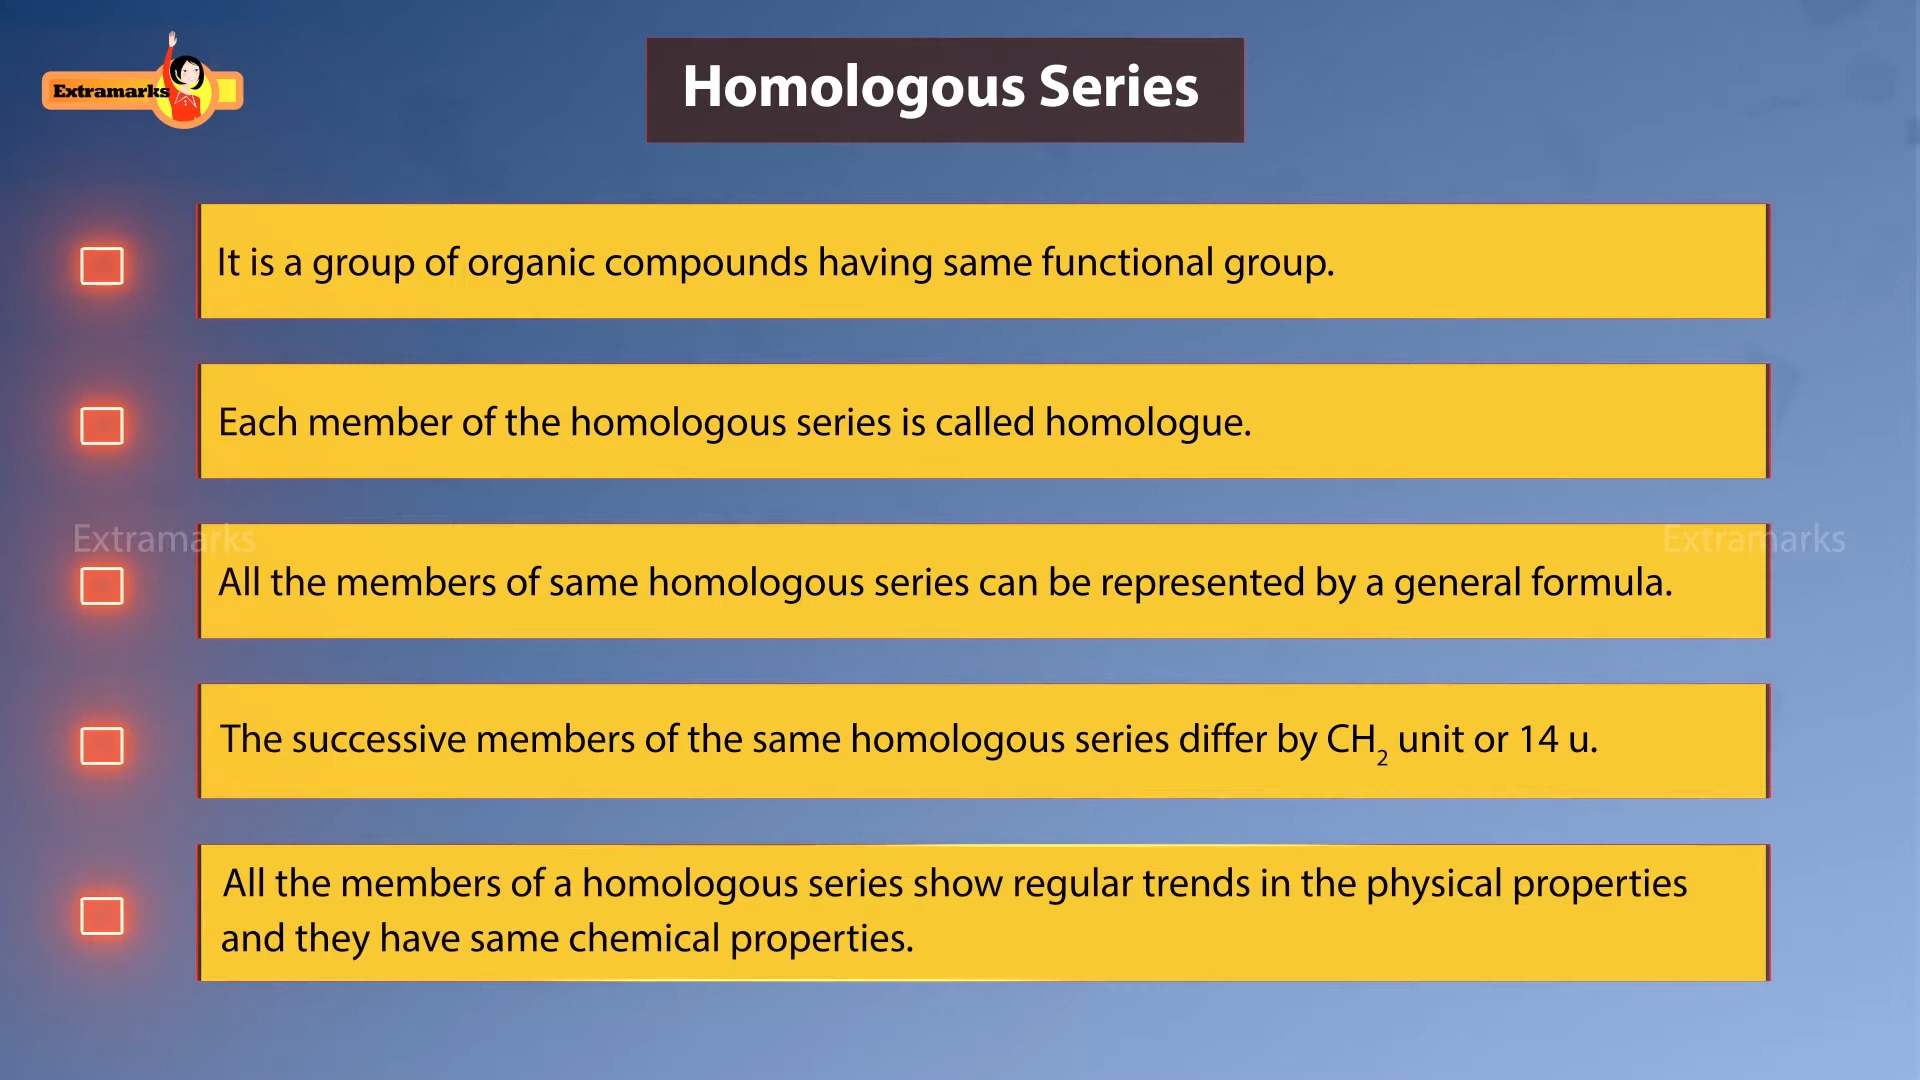 Extramarks
Homologous Series
It is a group of organic compounds having same functional group.
Each member of the homologous series is called homologue.
Extramarks
Extramarks
All the members of same homologous series can be represented by a general formula.
The successive members of the same homologous series differ by CH₂ unit or 14 u.
All the members of a homologous series show regular trends in the physical properties
and they have same chemical properties.